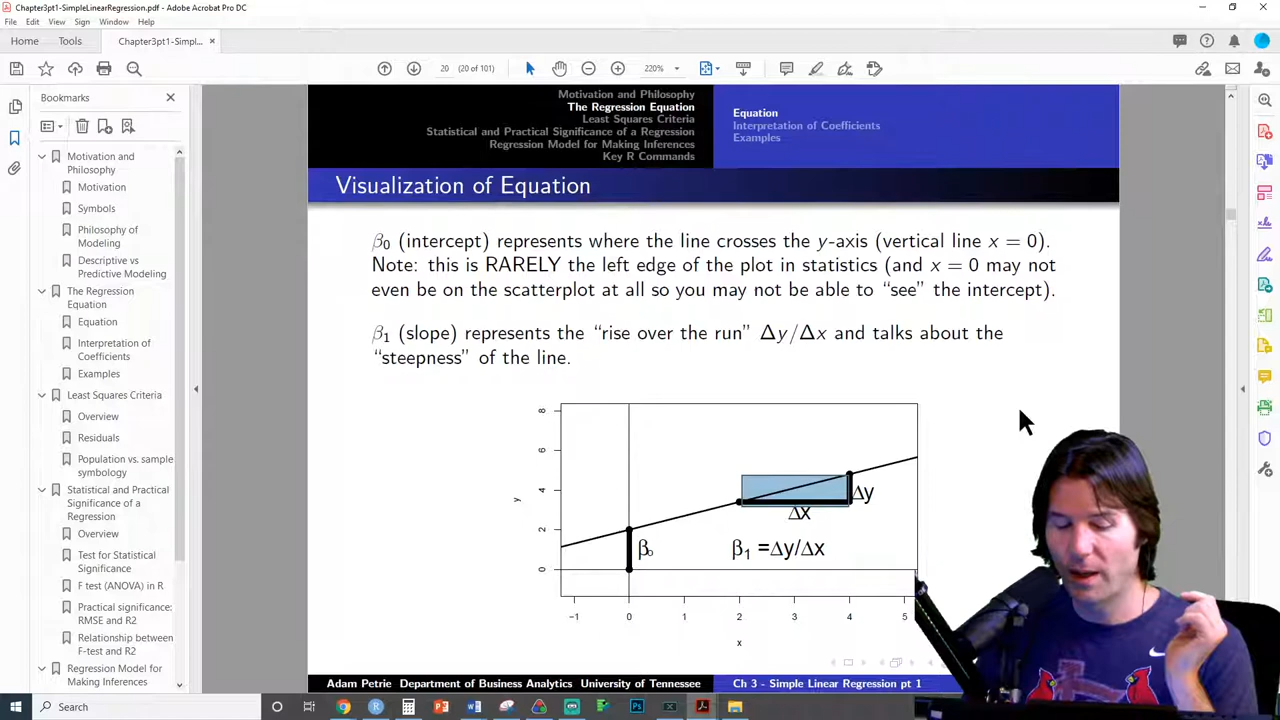 Chapter3pt1-SimpleLinearRegression.pdf - Adobe Acrobat Pro DC
File Edit View Sign Window Help
Home Tools Chapter3pt1-Simpl... ×
20 (20 of 101) 220%
Bookmarks
Motivation and Philosophy
Motivation
Symbols
Philosophy of Modeling
Descriptive vs Predictive Modeling
The Regression Equation
Equation
Interpretation of Coefficients
Examples
Least Squares Criteria
Overview
Residuals
Population vs. sample symbology
Statistical and Practical Significance of a Regression
Overview
Test for Statistical Significance
F test (ANOVA) in R
Practical significance: RMSE and R2
Relationship between F-test and R2
Regression Model for Making Inferences
Motivation and Philosophy
The Regression Equation
Least Squares Criteria
Statistical and Practical Significance of a Regression
Regression Model for Making Inferences
Key R Commands
Equation
Interpretation of Coefficients
Examples
Visualization of Equation
β₀ (intercept) represents where the line crosses the y-axis (vertical line x = 0).
Note: this is RARELY the left edge of the plot in statistics (and x = 0 may not
even be on the scatterplot at all so you may not be able to “see” the intercept).
β₁ (slope) represents the “rise over the run” Δy/Δx and talks about the
“steepness” of the line.
8
6
4
2
0
y
Δy
Δx
β₀
β₁ =Δy/Δx
−1 0 1 2 3 4 5
x
Adam Petrie Department of Business Analytics University of Tennessee
Ch 3 - Simple Linear Regression pt 1
Search